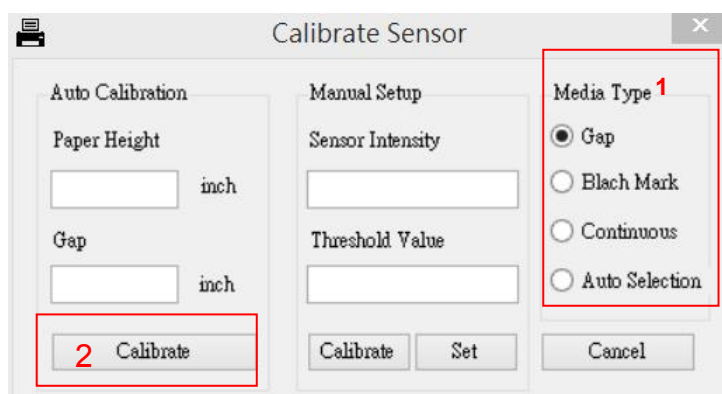 Calibrate Sensor
Auto Calibration
Paper Height
inch
Gap
inch
2 Calibrate
Manual Setup
Sensor Intensity
Threshold Value
Calibrate Set
Media Type 1
Gap
Blach Mark
Continuous
Auto Selection
Cancel